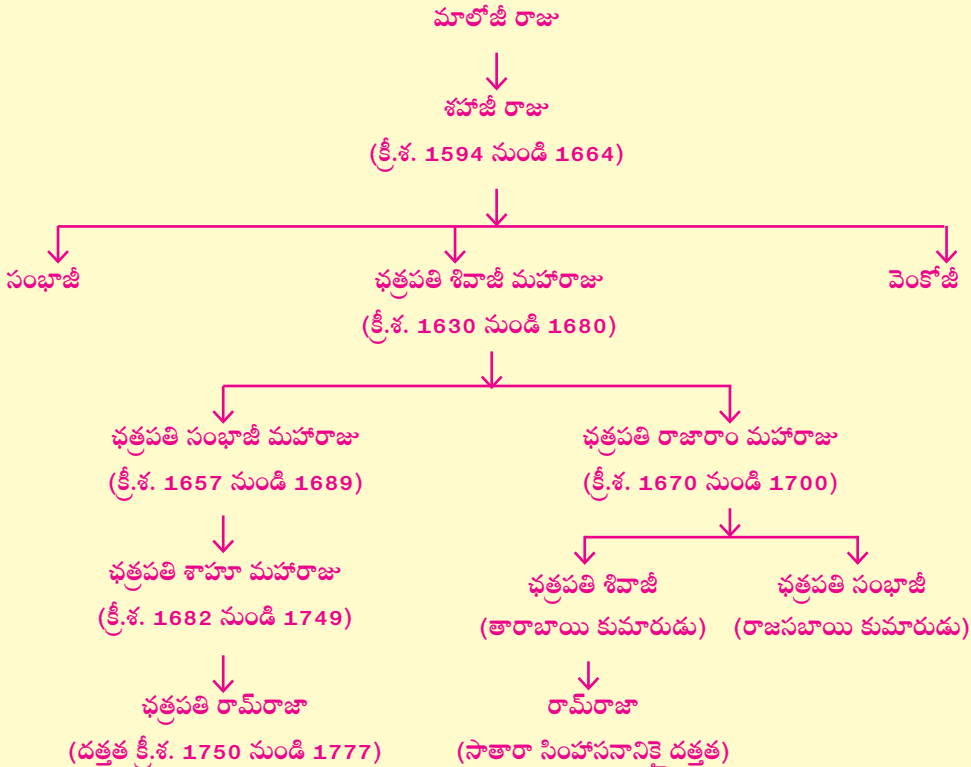 మాలోజీ రాజు
శహాజీ రాజు
(క్రీ.శ. 1594 నుండి 1664)
సంభాజీ
ఛత్రపతి శివాజీ మహారాజు
వెంకోజీ
(క్రీ.శ. 1630 నుండి 1680)
ఛత్రపతి సంభాజీ మహారాజు
ఛత్రపతి రాజారాం మహారాజు
(క్రీ.శ. 1657 నుండి 1689)
(క్రీ.శ. 1670 నుండి 1700)
ఛత్రపతి శాహూ మహారాజు
ఛత్రపతి శివాజీ
ఛత్రపతి సంభాజీ
(క్రీ.శ. 1682 నుండి 1749)
(తారాబాయి కుమారుడు)
(రాజసబాయి కుమారుడు)
ఛత్రపతి రామ్‌రాజా
రామ్‌రాజా
(దత్తత క్రీ.శ. 1750 నుండి 1777)
(సాతారా సింహాసనానికై దత్తత)